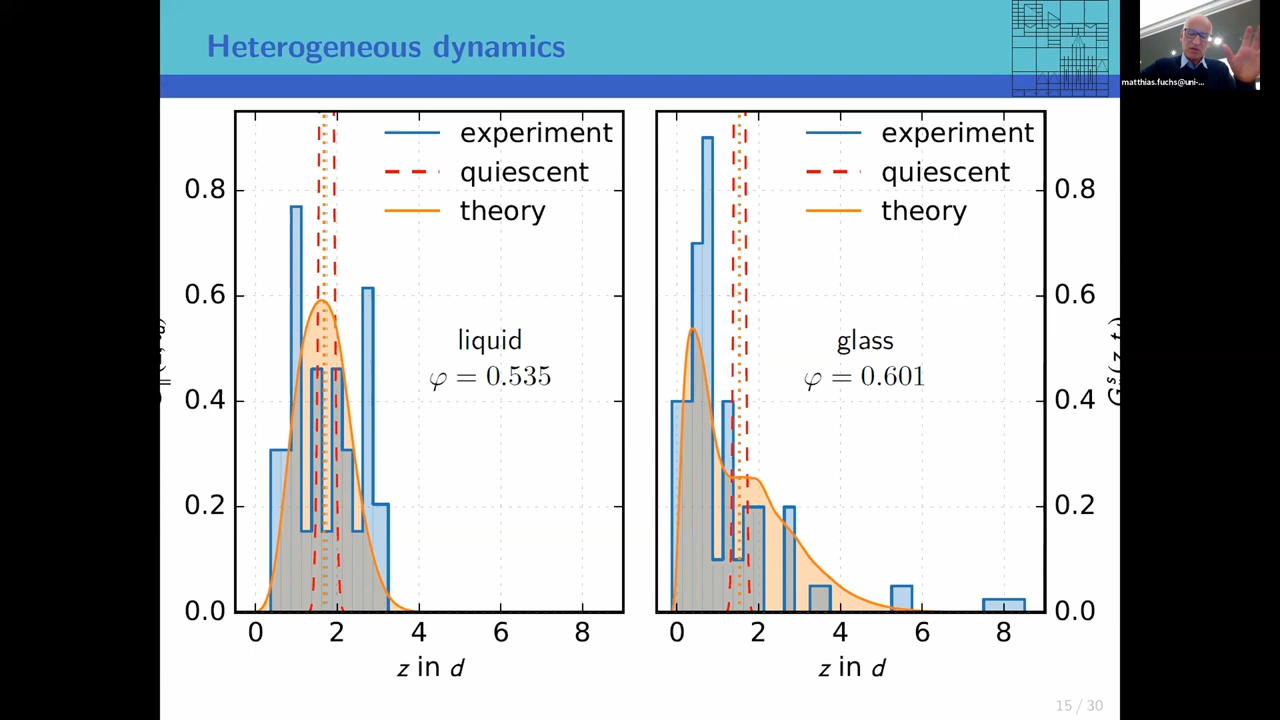 Heterogeneous dynamics
matthias.fuchs@uni-...
experiment
quiescent
theory
liquid
φ = 0.535
0.8
0.6
0.4
0.2
0.0
0 2 4 6 8
z in d
experiment
quiescent
theory
glass
φ = 0.601
0.8
0.6
0.4
0.2
0.0
0 2 4 6 8
z in d
15 / 30